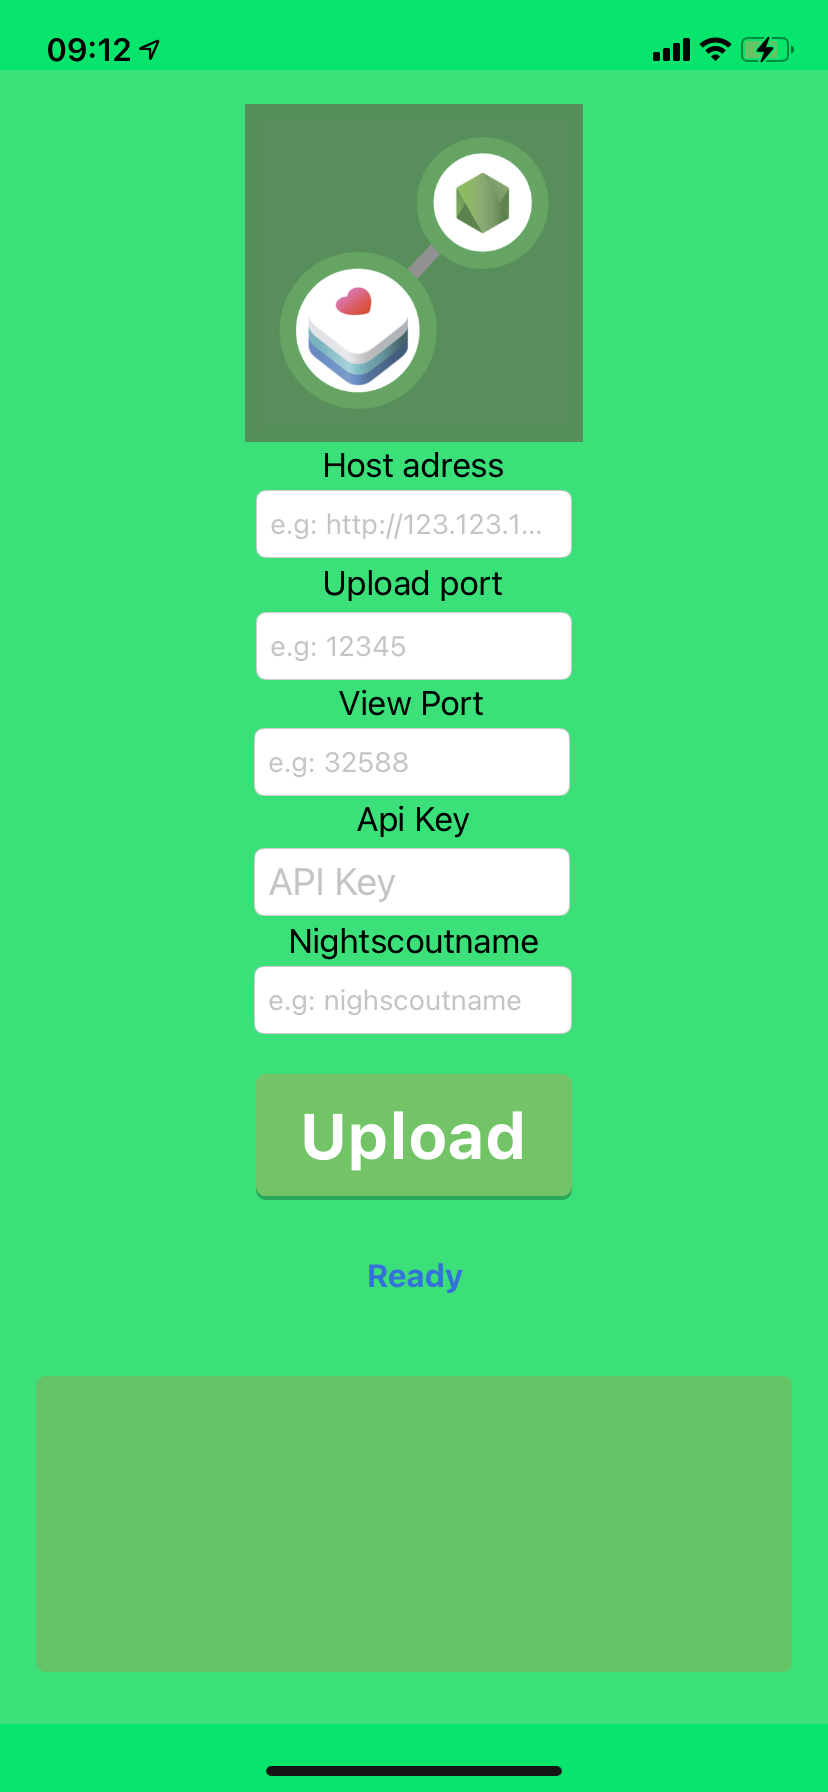 09:12
Host adress
e.g: http://123.123.1...
Upload port
e.g: 12345
View Port
e.g: 32588
Api Key
API Key
Nightscoutname
e.g: nighscoutname
Upload
Ready